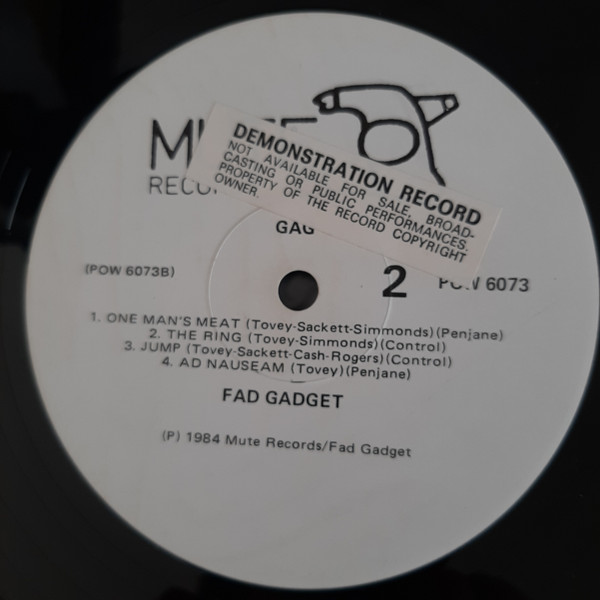 DEMONSTRATION RECORD
NOT AVAILABLE FOR SALE, BROAD-
CASTING OR PUBLIC PERFORMANCES.
PROPERTY OF THE RECORD COPYRIGHT
OWNER.
GAG
(POW 6073B)
2
POW 6073
1. ONE MAN'S MEAT (Tovey-Sackett-Simmonds)(Penjane)
2. THE RING (Tovey-Simmonds)(Control)
3. JUMP (Tovey-Sackett-Cash-Rogers)(Control)
4. AD NAUSEAM (Tovey)(Penjane)
FAD GADGET
(P) 1984 Mute Records/Fad Gadget